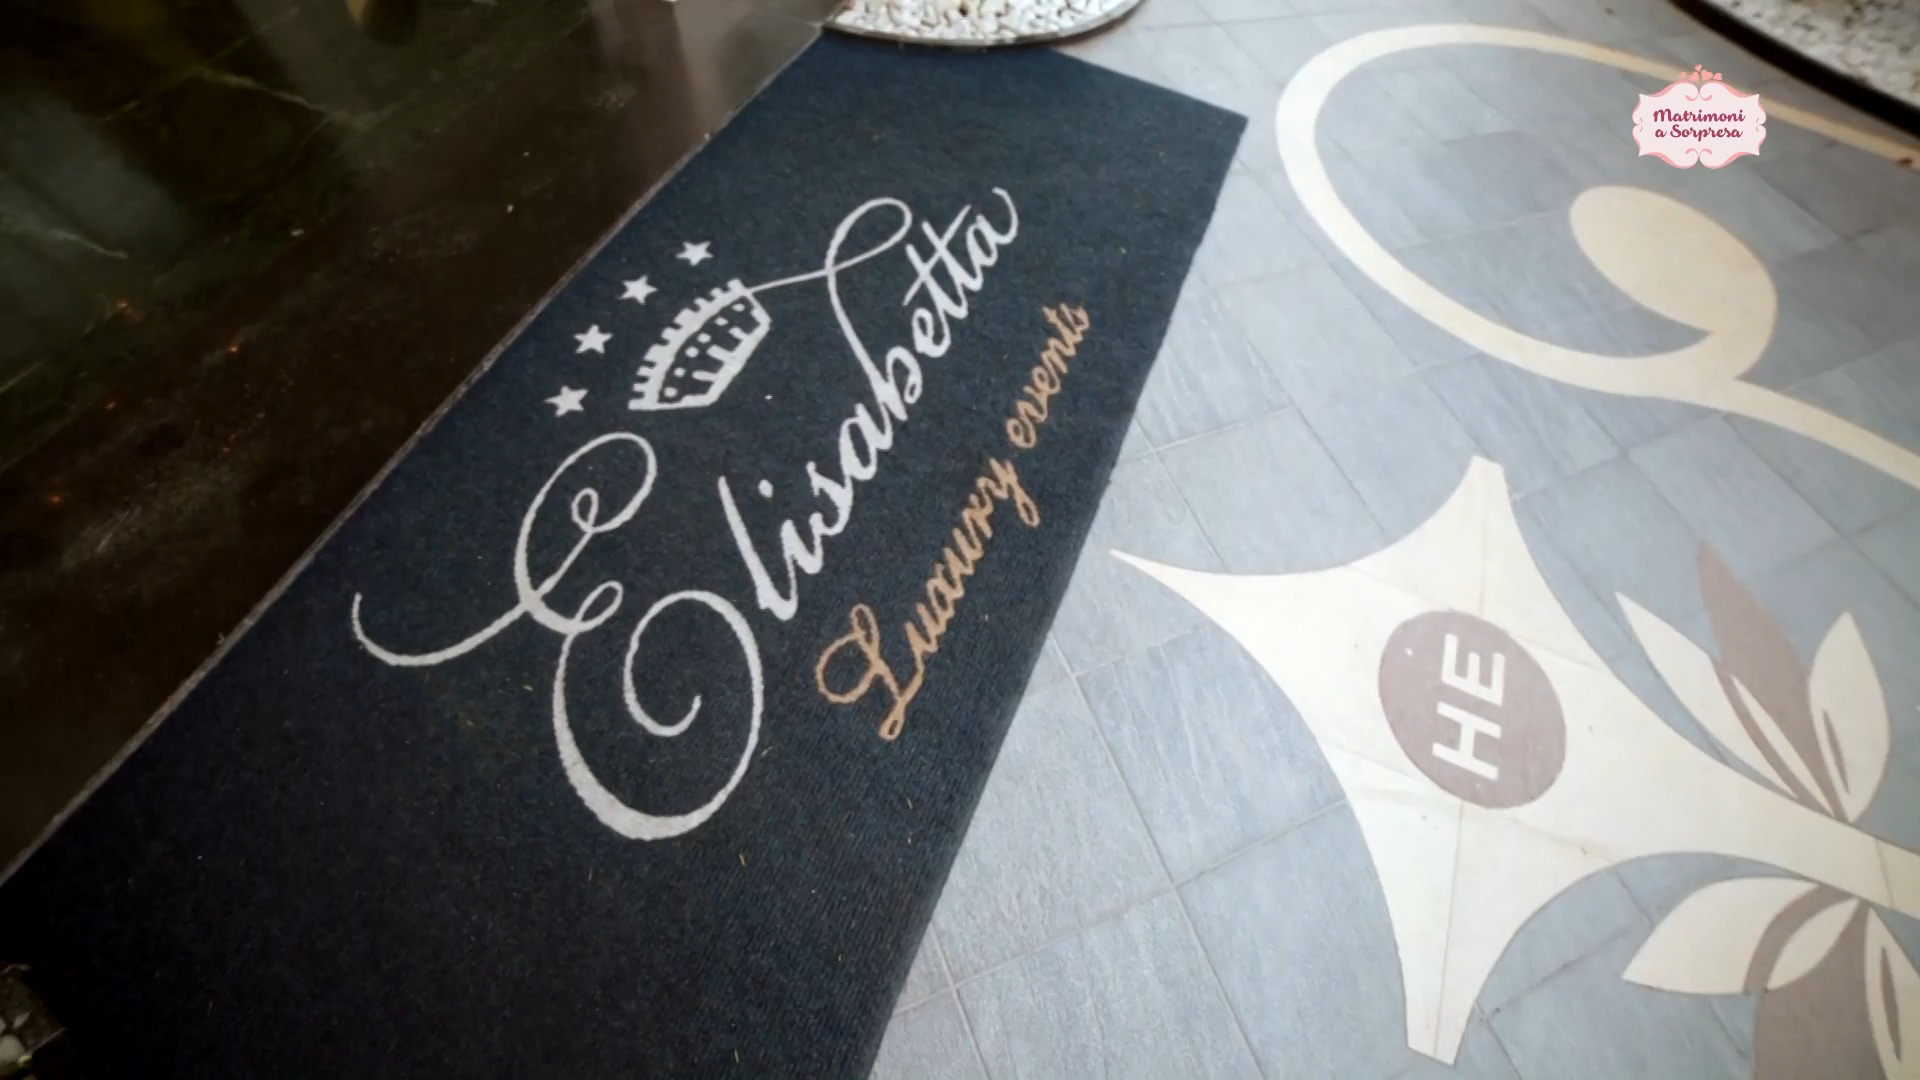 Elisabetta
Luxury events
HE
Matrimoni
a Sorpresa